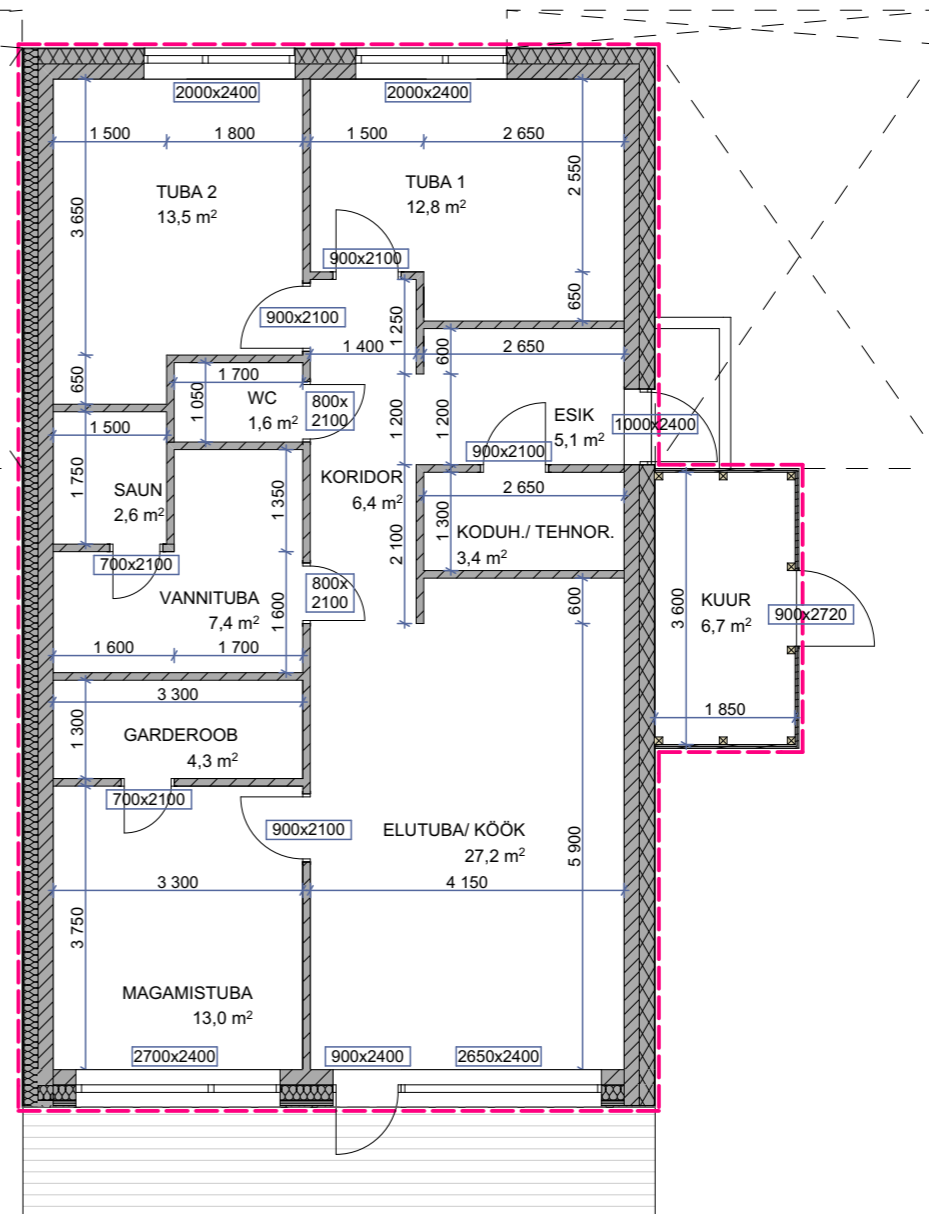 2000x2400
2000x2400
1 500
1 800
1 500
2 650
TUBA 2
13,5 m²
TUBA 1
12,8 m²
2 550
3 650
900x2100
650
900x2100
1 250
1 400
600
2 650
650
1 700
WC
1,6 m²
1 050
800x
2100
1 200
1 200
ESIK
5,1 m²
1000x2400
1 500
900x2100
1 750
SAUN
2,6 m²
1 350
KORIDOR
6,4 m²
2 650
1 300
KODUH./ TEHNOR.
3,4 m²
2 100
700x2100
VANNITUBA
7,4 m²
1 600
800x
2100
600
3 600
KUUR
6,7 m²
900x2720
1 600
1 700
3 300
1 850
1 300
GARDEROOB
4,3 m²
700x2100
900x2100
ELUTUBA/ KÖÖK
27,2 m²
5 900
3 300
4 150
3 750
MAGAMISTUBA
13,0 m²
2700x2400
900x2400
2650x2400